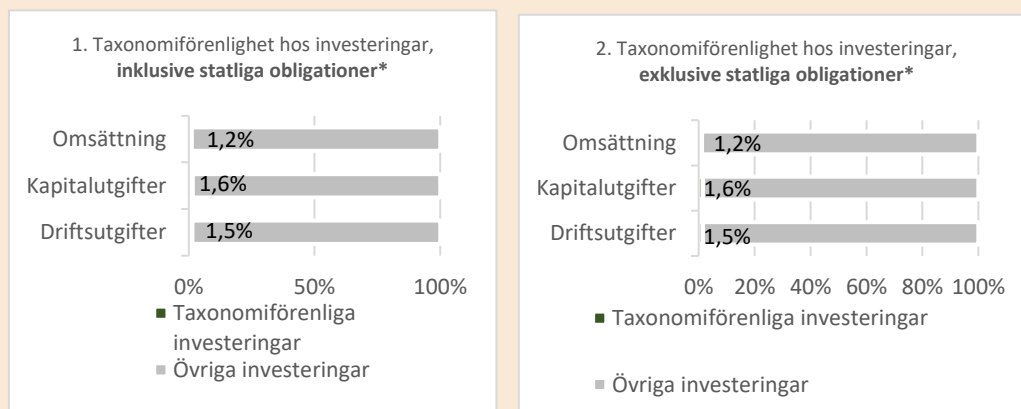 1. Taxonomiförenlighet hos investeringar,
inklusive statliga obligationer*
Omsättning
1,2%
Kapitalutgifter
1,6%
Driftsutgifter
1,5%
0% 50% 100%
Taxonomiförenliga
investeringar
Övriga investeringar
2. Taxonomiförenlighet hos investeringar,
exklusive statliga obligationer*
Omsättning
1,2%
Kapitalutgifter
1,6%
Driftsutgifter
1,5%
0% 20% 40% 60% 80% 100%
Taxonomiförenliga investeringar
Övriga investeringar